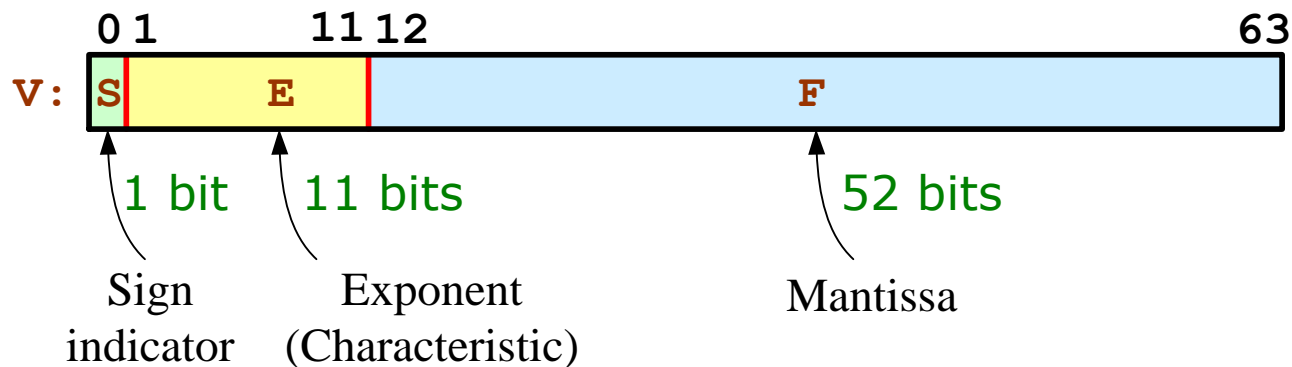 0 1 11 12 63
V: S E F
1 bit 11 bits 52 bits
Sign Exponent Mantissa
indicator (Characteristic)